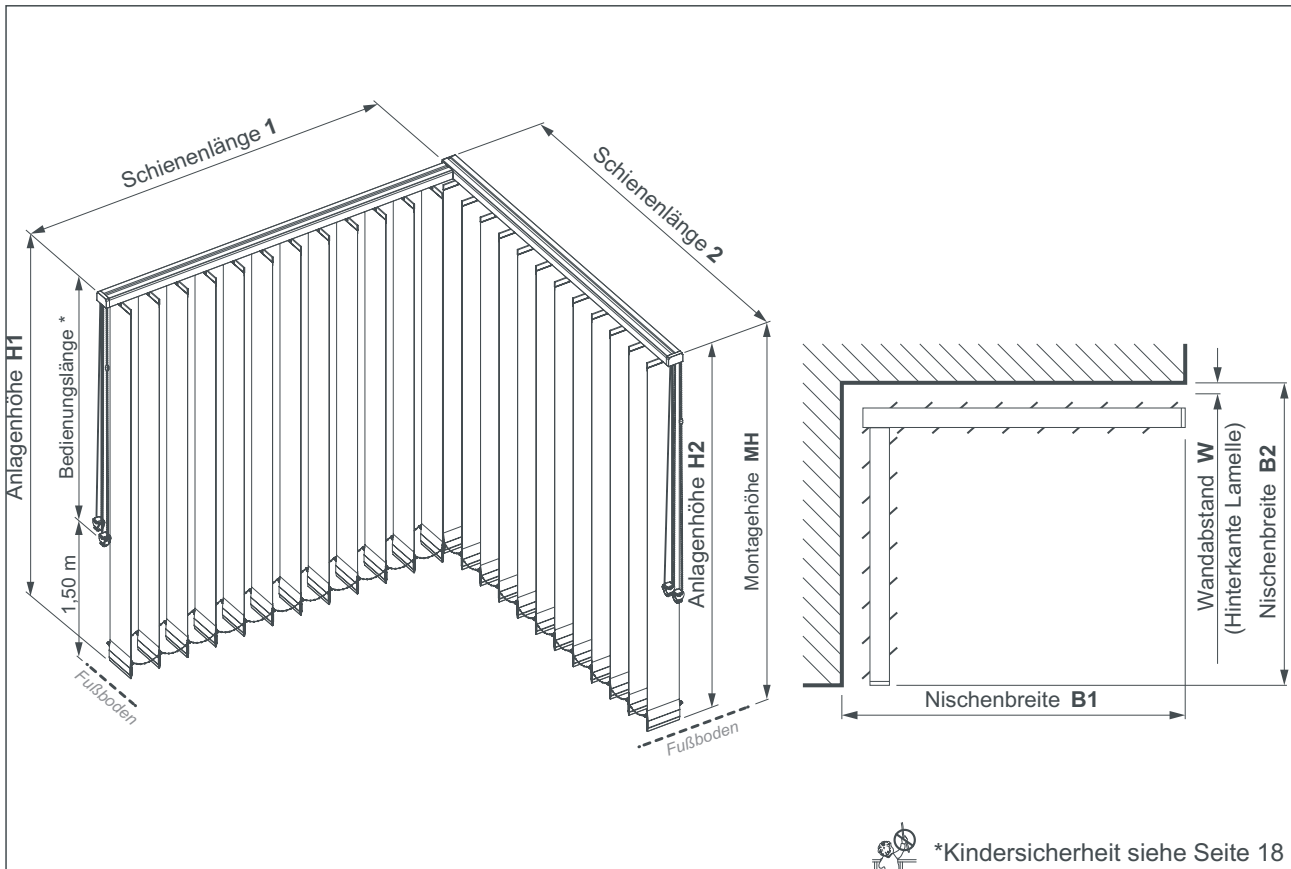 Schienenlänge 1
Schienenlänge 2
Anlagenhöhe H1
Bedienungslänge *
1,50 m
Fußboden
Anlagenhöhe H2
Montagehöhe MH
Fußboden
Wandabstand W
(Hinterkante Lamelle)
Nischenbreite B2
Nischenbreite B1
*Kindersicherheit siehe Seite 18